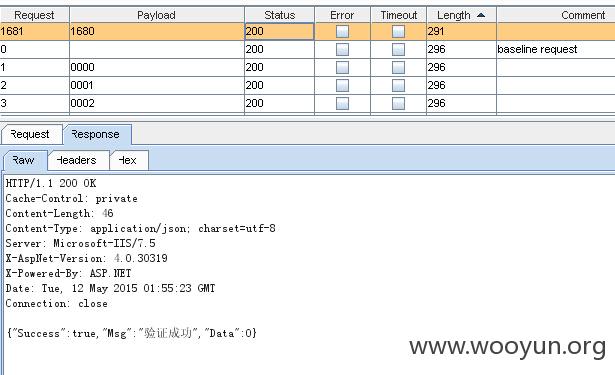 Request Payload Status Error Timeout Length Comment
1681 1680 200 291
0 200 296 baseline request
1 0000 200 296
2 0001 200 296
3 0002 200 296
Request Response
Raw Headers Hex
HTTP/1.1 200 OK
Cache-Control: private
Content-Length: 46
Content-Type: application/json; charset=utf-8
Server: Microsoft-IIS/7.5
X-AspNet-Version: 4.0.30319
X-Powered-By: ASP.NET
Date: Tue, 12 May 2015 01:55:23 GMT
Connection: close
{"Success":true,"Msg":"验证成功","Data":0}
www.wooyun.org